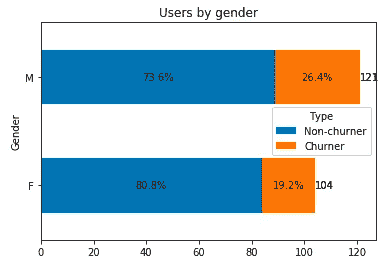 Users by gender
M
73.6%
26.4%
121
Gender
Type
Non-churner
Churner
F
80.8%
19.2%
104
0
20
40
60
80
100
120